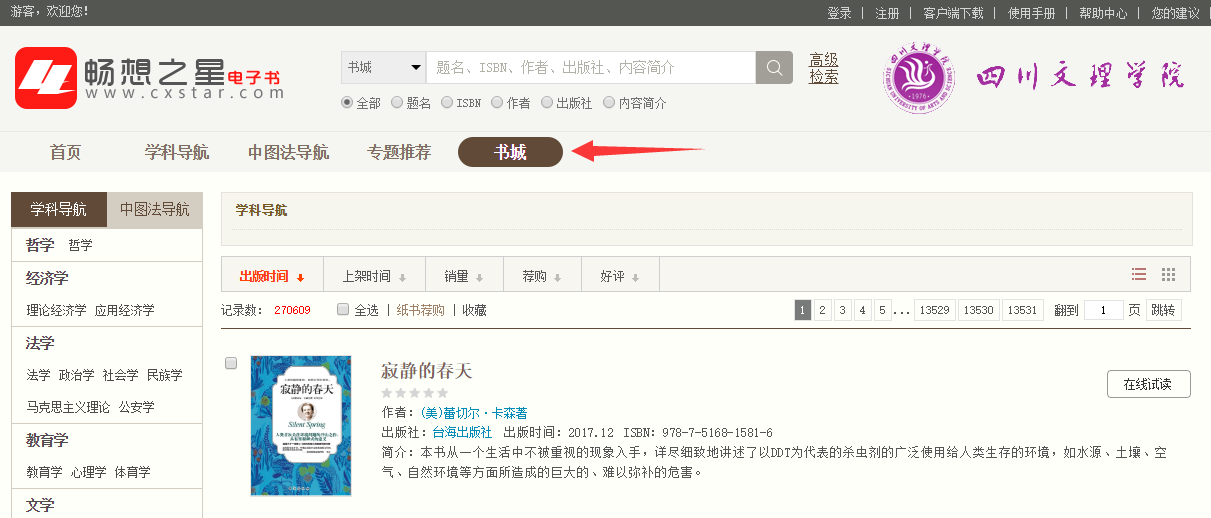 游客，欢迎您！
登录 | 注册 | 客户端下载 | 使用手册 | 帮助中心 | 您的建议 |
畅想之星电子书
www.cxstar.com
书城 题名、ISBN、作者、出版社、内容简介
高级检索
全部 题名 ISBN 作者 出版社 内容简介
四川文理学院
SICHUAN UNIVERSITY OF ARTS AND SCIENCE
1976
四川文理学院
首页 学科导航 中图法导航 专题推荐 书城
学科导航 中图法导航
哲学 哲学
经济学
理论经济学 应用经济学
法学
法学 政治学 社会学 民族学
马克思主义理论 公安学
教育学
教育学 心理学 体育学
文学
学科导航
出版时间 上架时间 销量 荐购 好评
记录数： 270609 全选 | 纸书荐购 | 收藏
1 2 3 4 5 ... 13529 13530 13531 翻到 1 页 跳转
寂静的春天
Silent Spring
寂静的春天
在线试读
作者：(美)蕾切尔·卡森著
出版社：台海出版社 出版时间：2017.12 ISBN：978-7-5168-1581-6
简介：本书从一个生活中不被重视的现象入手，详尽细致地讲述了以DDT为代表的杀虫剂的广泛使用给人类生存的环境，如水源、土壤、空
气、自然环境等方面所造成的巨大的、难以弥补的危害。